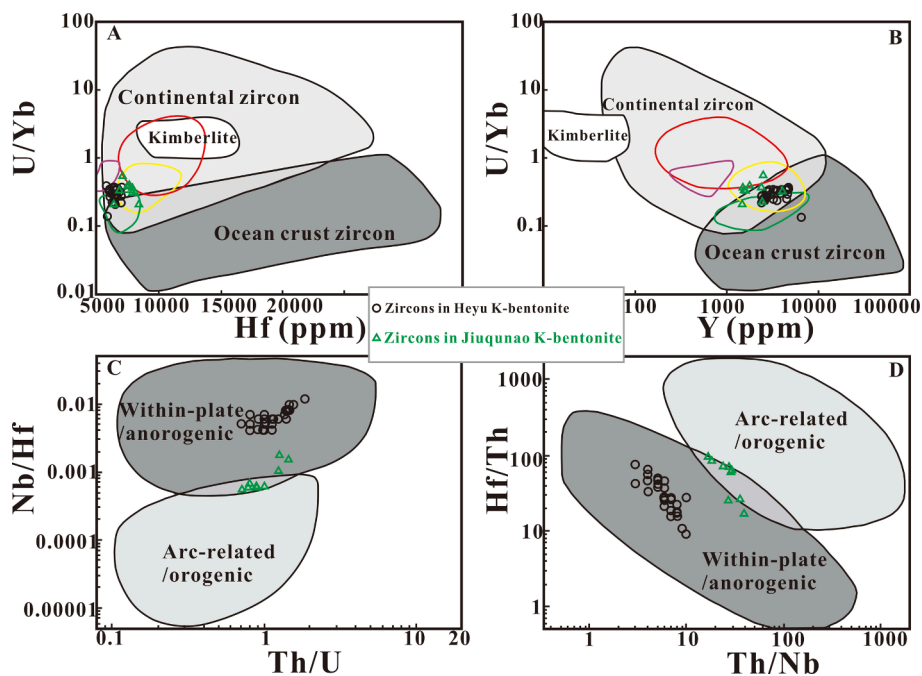 A
100
10
1
0.1
0.01
U/Yb
Continental zircon
Kimberlite
Ocean crust zircon
5000
10000
15000
20000
Hf (ppm)
B
100
10
1
0.1
0.01
U/Yb
Continental zircon
Kimberlite
Ocean crust zircon
100
1000
10000
100000
Y (ppm)
Zircons in Heyu K-bentonite
Zircons in Jiuqunao K-bentonite
C
0.01
0.001
0.0001
0.00001
Nb/Hf
Within-plate
/anorogenic
Arc-related
/orogenic
0.1
1
10
20
Th/U
D
1000
100
10
1
Hf/Th
Arc-related
/orogenic
Within-plate
/anorogenic
1
10
100
1000
Th/Nb